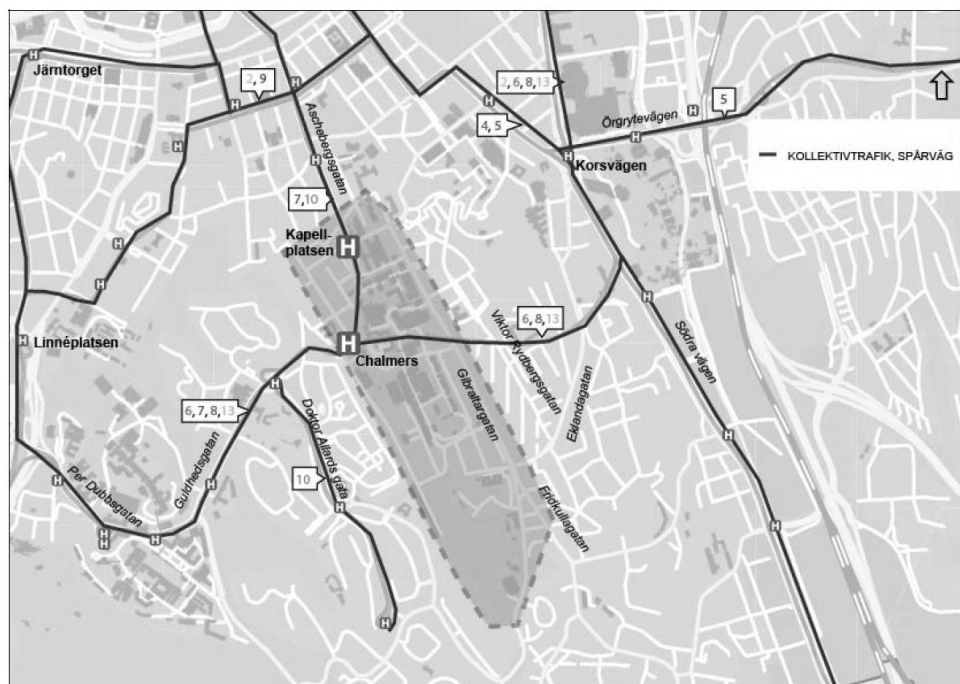 H
Järntorget
H
2, 9
H
H
Aschebergsgatan
H
7,10
Kapell-
platsen
H
H
2, 6, 8, 13
H
4, 5
H
Örgrytevägen
H
H
5
Korsvägen
H
KOLLEKTIVTRAFIK, SPÅRVÄG
H
H
H
Linnéplatsen
H
Chalmers
6, 8, 13
H
Södra vägen
Viktor Rydbergsgatan
Eklandagatan
Gibraltargatan
Fridkullagatan
6, 7, 8, 13
H
Guldhedsgatan
Doktor Allards gata
10
H
H
H
H
Per Dubbsgatan
H
H
H
H
H
H